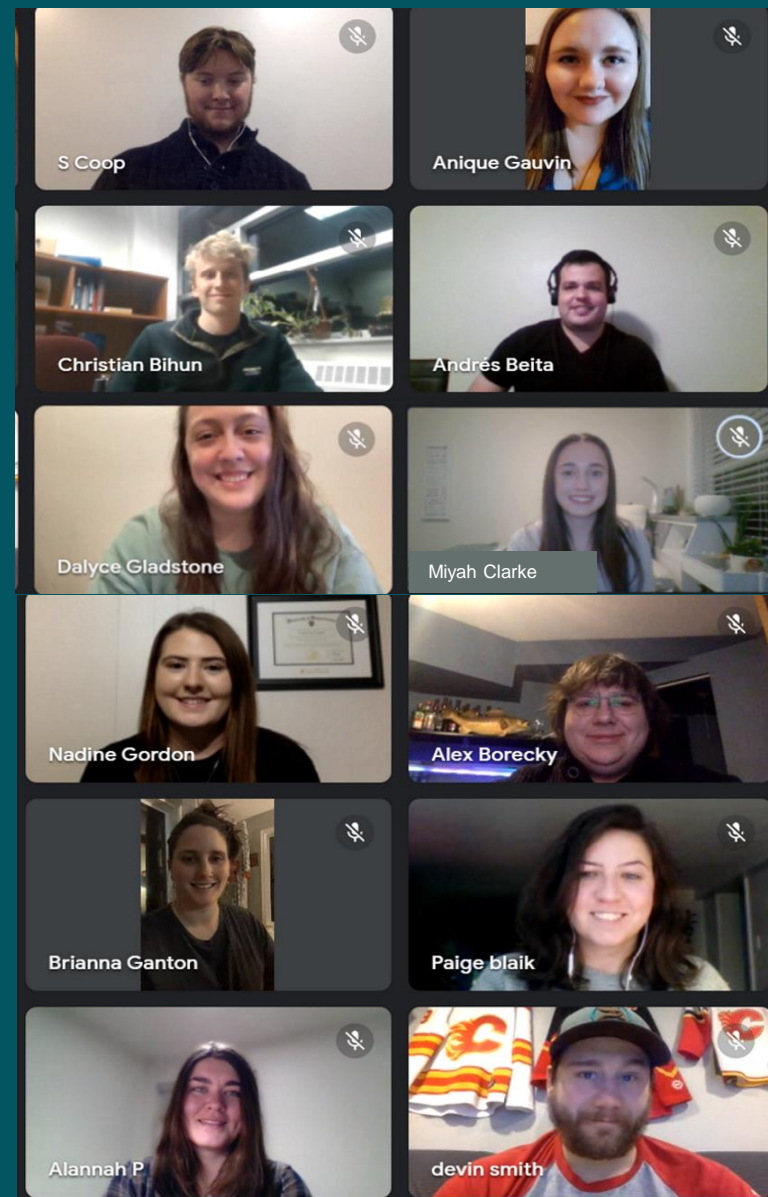 S Coop
Anique Gauvin
Christian Bihun
Andrés Beita
Dalyce Gladstone
Miyah Clarke
Nadine Gordon
Alex Borecky
Brianna Ganton
Paige blaik
Alannah P
devin smith
C
C